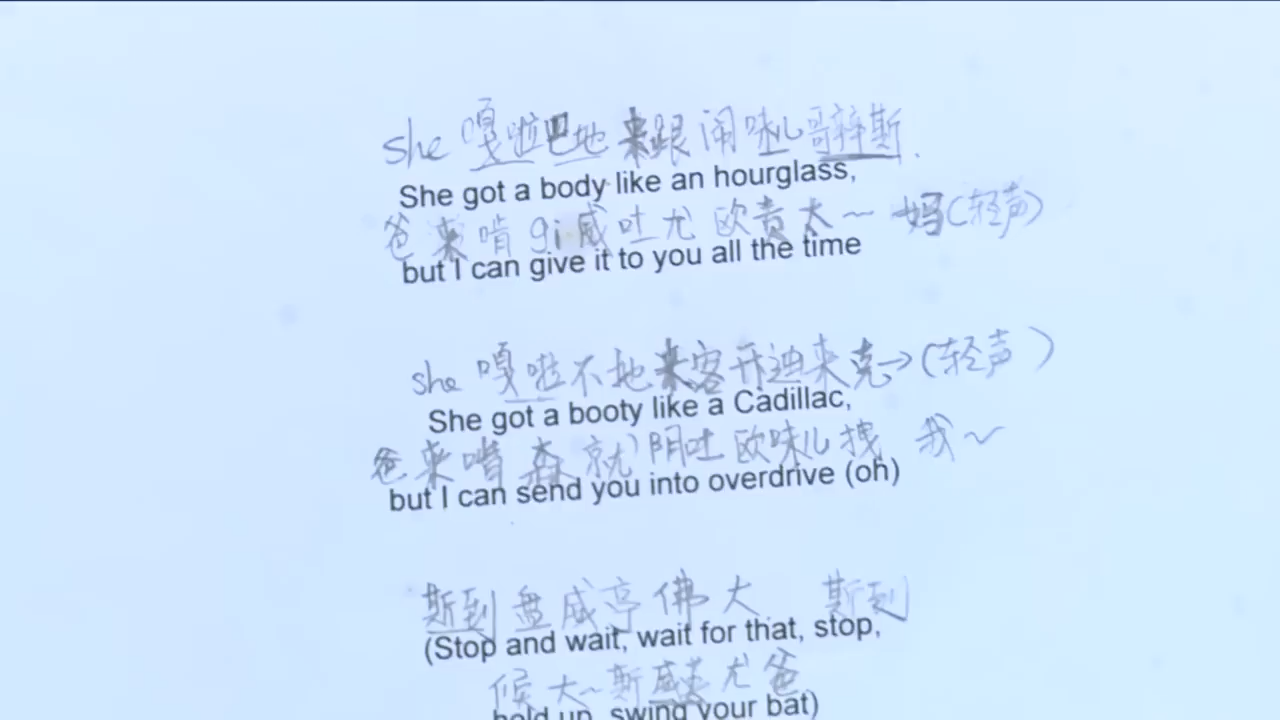 she 嘎啦巴地 来跟 闹 味儿 哥辣斯.
She got a body like an hourglass,
爸 来 啃 gi威 吐 尤 欧 贵 太~ 妈(轻声)
but I can give it to you all the time
she 嘎啦不地来客开迪来克→(轻声)
She got a booty like a Cadillac,
爸 来 啃 森 就 阴吐 欧味儿拽 我~
but I can send you into overdrive (oh)
斯到 盘 威 亭 佛 大 斯到
(Stop and wait, wait for that, stop,
候 大~斯威英尤爸
hold up, swing your bat)